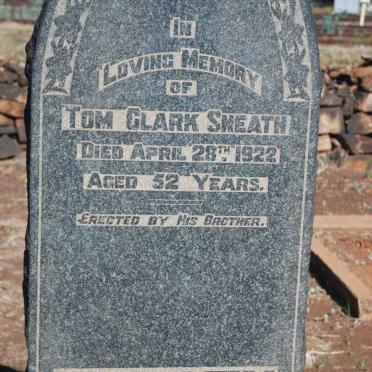 IN
LOVING MEMORY
OF
TOM CLARK SNEATH
DIED APRIL 28TH 1922
AGED 52 YEARS.
ERECTED BY HIS BROTHER.